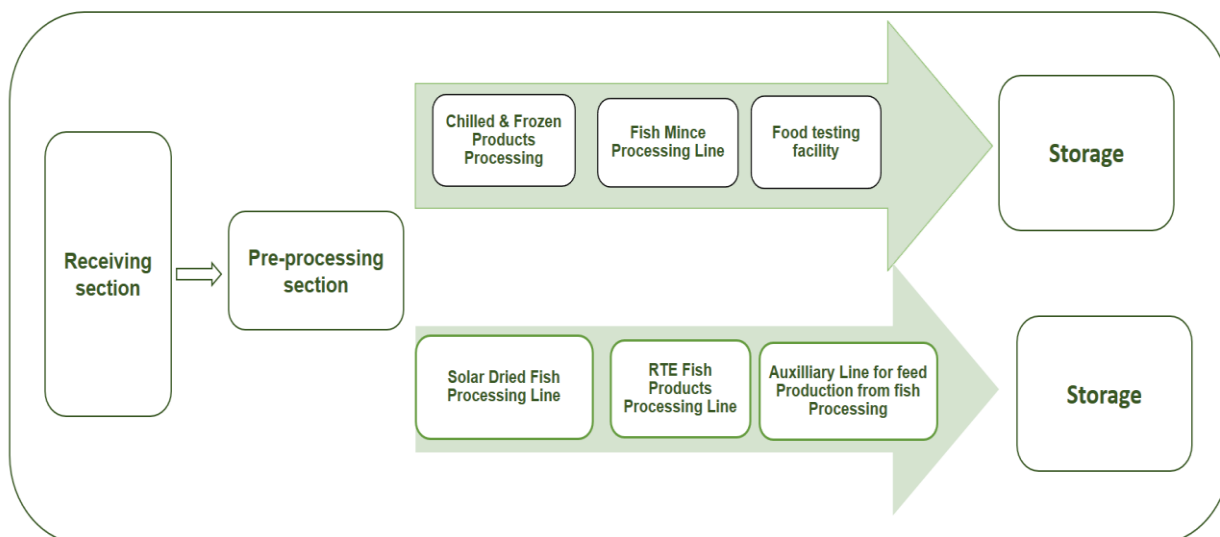 Receiving
section
Pre-processing
section
Chilled & Frozen
Products
Processing
Fish Mince
Processing Line
Food testing
facility
Storage
Solar Dried Fish
Processing Line
RTE Fish
Products
Processing Line
Auxilliary Line for feed
Production from fish
Processing
Storage